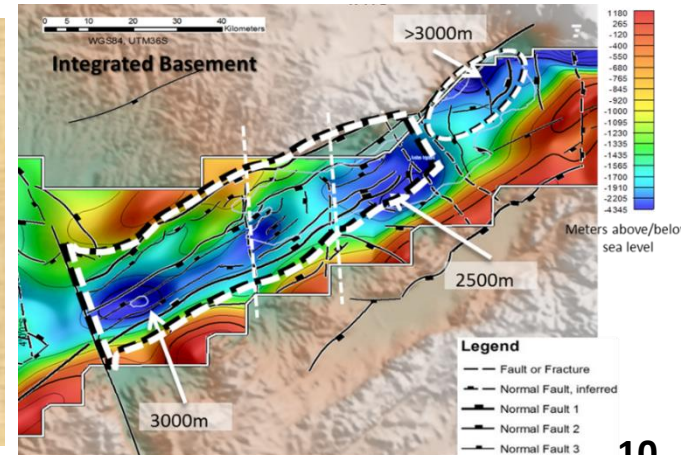 0 5 10 20 30 40
Kilometers
WGS84, UTM36S
Integrated Basement
>3000m
2500m
3000m
1180
265
-120
-400
-550
-680
-765
-845
-920
-1000
-1095
-1230
-1335
-1435
-1565
-1700
-1910
-2205
-4345
Meters above/below
sea level
Legend
Fault or Fracture
Normal Fault, inferred
Normal Fault 1
Normal Fault 2
Normal Fault 3
10